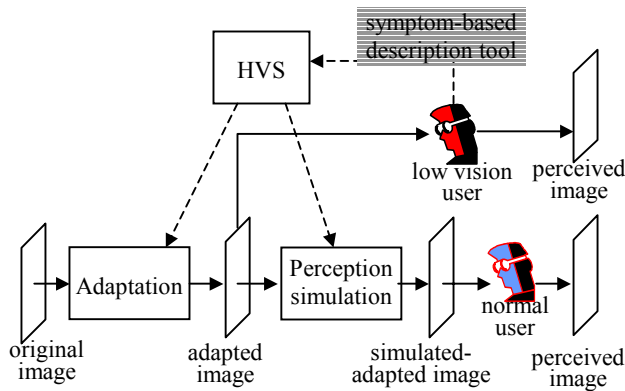 symptom-based
description tool
HVS
low vision
user
perceived
image
Adaptation
Perception
simulation
normal
user
original
image
adapted
image
simulated-
adapted image
perceived
image